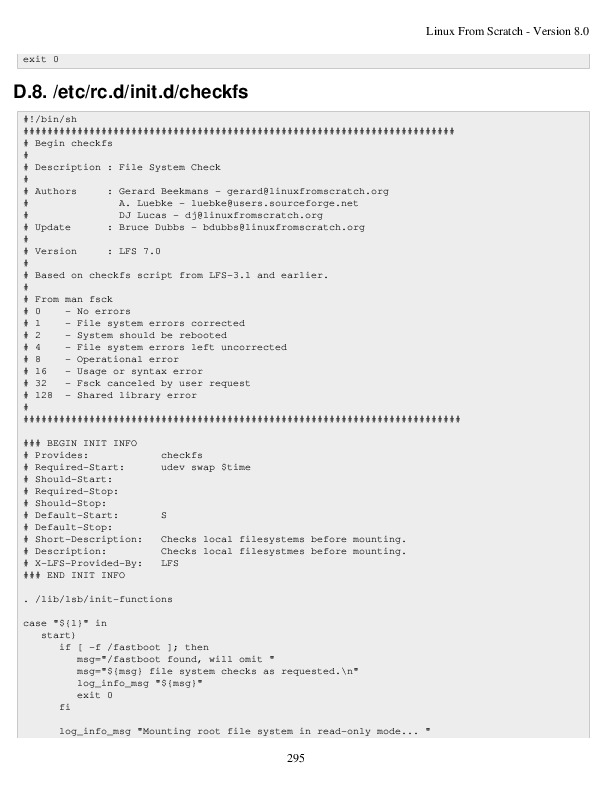 Linux From Scratch - Version 8.0
exit 0
D.8. /etc/rc.d/init.d/checkfs
#!/bin/sh
########################################################################
# Begin checkfs
#
# Description : File System Check
#
# Authors     : Gerard Beekmans - gerard@linuxfromscratch.org
#               A. Luebke - luebke@users.sourceforge.net
#               DJ Lucas - dj@linuxfromscratch.org
# Update      : Bruce Dubbs - bdubbs@linuxfromscratch.org
#
# Version     : LFS 7.0
#
# Based on checkfs script from LFS-3.1 and earlier.
#
# From man fsck
# 0    - No errors
# 1    - File system errors corrected
# 2    - System should be rebooted
# 4    - File system errors left uncorrected
# 8    - Operational error
# 16   - Usage or syntax error
# 32   - Fsck canceled by user request
# 128  - Shared library error
#
#########################################################################
### BEGIN INIT INFO
# Provides:            checkfs
# Required-Start:      udev swap $time
# Should-Start:
# Required-Stop:
# Should-Stop:
# Default-Start:       S
# Default-Stop:
# Short-Description:   Checks local filesystems before mounting.
# Description:         Checks local filesystmes before mounting.
# X-LFS-Provided-By:   LFS
### END INIT INFO
. /lib/lsb/init-functions
case "${1}" in
   start)
      if [ -f /fastboot ]; then
         msg="/fastboot found, will omit "
         msg="${msg} file system checks as requested.\n"
         log_info_msg "${msg}"
         exit 0
      fi
      log_info_msg "Mounting root file system in read-only mode... "
295